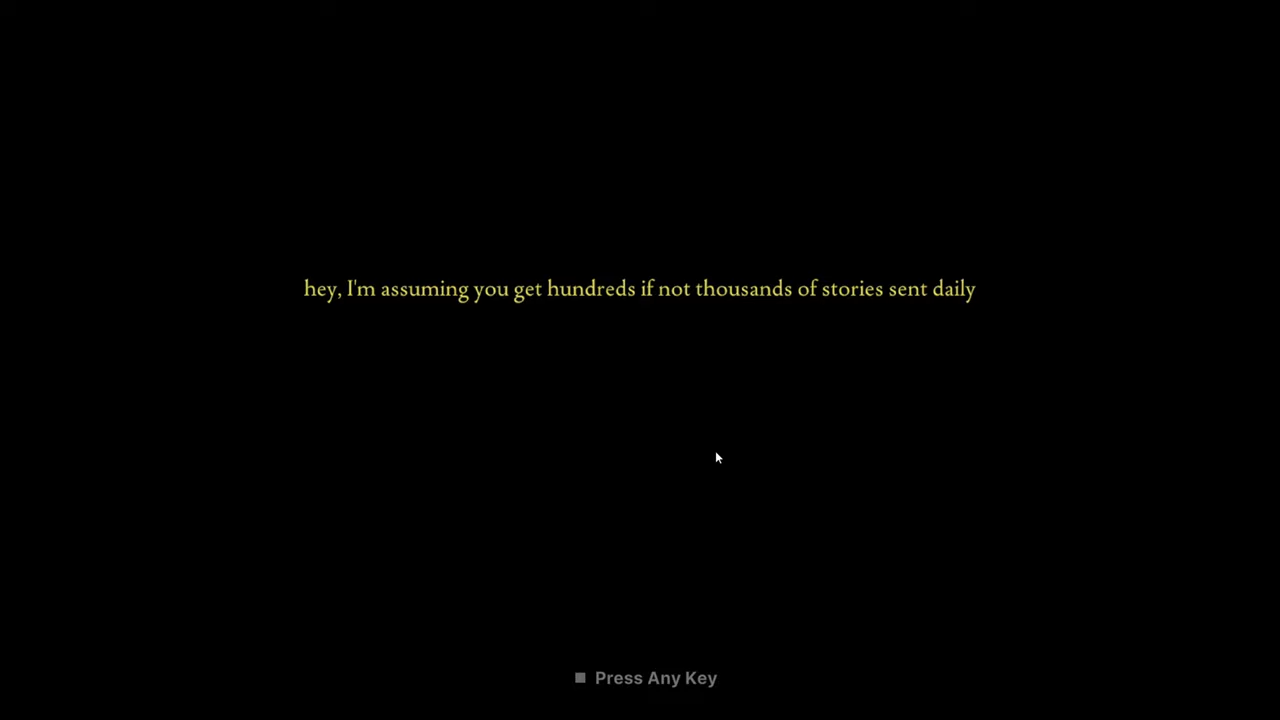 hey, I'm assuming you get hundreds if not thousands of stories sent daily
Press Any Key